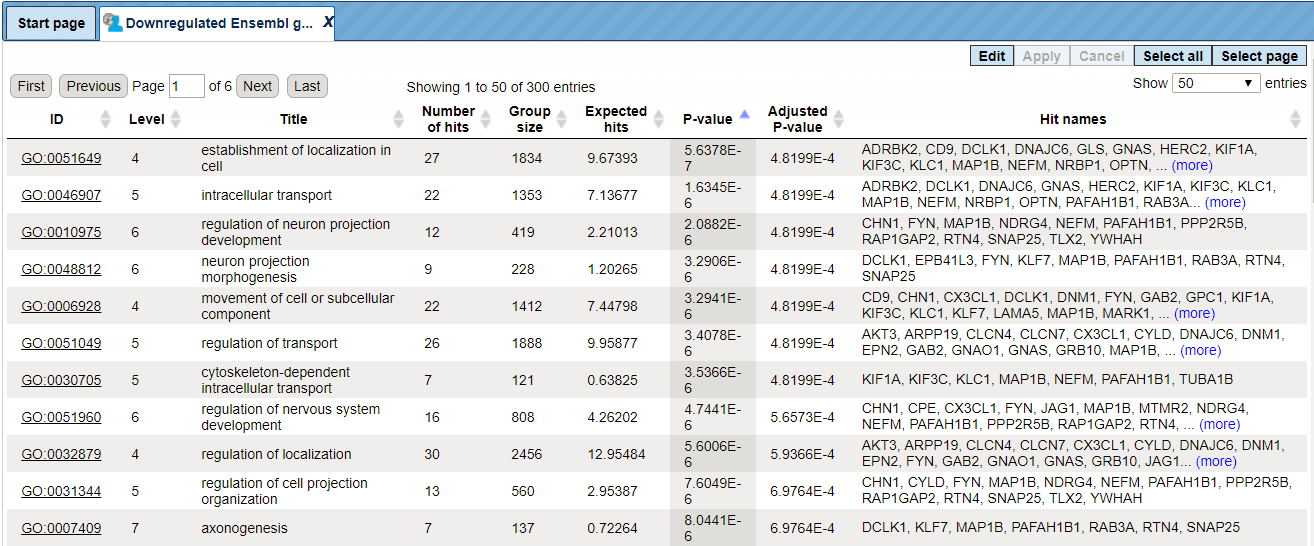 Start page
Downregulated Ensembl g... X
Edit Apply Cancel Select all Select page
First Previous Page 1 of 6 Next Last
Showing 1 to 50 of 300 entries
Show 50 entries
ID Level Title Number of hits Group size Expected hits P-value Adjusted P-value Hit names
GO:0051649 4 establishment of localization in cell 27 1834 9.67393 5.6378E-7 4.8199E-4 ADRBK2, CD9, DCLK1, DNAJC6, GLS, GNAS, HERC2, KIF1A,
KIF3C, KLC1, MAP1B, NEFM, NRBP1, OPTN, ... (more)
GO:0046907 5 intracellular transport 22 1353 7.13677 1.6345E-6 4.8199E-4 ADRBK2, DCLK1, DNAJC6, GNAS, HERC2, KIF1A, KIF3C, KLC1,
MAP1B, NEFM, NRBP1, OPTN, PAFAH1B1, RAB3A... (more)
GO:0010975 6 regulation of neuron projection development 12 419 2.21013 2.0882E-6 4.8199E-4 CHN1, FYN, MAP1B, NDRG4, NEFM, PAFAH1B1, PPP2R5B,
RAP1GAP2, RTN4, SNAP25, TLX2, YWHAH
GO:0048812 6 neuron projection morphogenesis 9 228 1.20265 3.2906E-6 4.8199E-4 DCLK1, EPB41L3, FYN, KLF7, MAP1B, PAFAH1B1, RAB3A, RTN4,
SNAP25
GO:0006928 4 movement of cell or subcellular component 22 1412 7.44798 3.2941E-6 4.8199E-4 CD9, CHN1, CX3CL1, DCLK1, DNM1, FYN, GAB2, GPC1, KIF1A,
KIF3C, KLC1, KLF7, LAMA5, MAP1B, MARK1, ... (more)
GO:0051049 5 regulation of transport 26 1888 9.95877 3.4078E-6 4.8199E-4 AKT3, ARPP19, CLCN4, CLCN7, CX3CL1, CYLD, DNAJC6, DNM1,
EPN2, GAB2, GNAO1, GNAS, GRB10, MAP1B, ... (more)
GO:0030705 5 cytoskeleton-dependent intracellular transport 7 121 0.63825 3.5366E-6 4.8199E-4 KIF1A, KIF3C, KLC1, MAP1B, NEFM, PAFAH1B1, TUBA1B
GO:0051960 6 regulation of nervous system development 16 808 4.26202 4.7441E-6 5.6573E-4 CHN1, CPE, CX3CL1, FYN, JAG1, MAP1B, MTMR2, NDRG4,
NEFM, PAFAH1B1, PPP2R5B, RAP1GAP2, RTN4, ... (more)
GO:0032879 4 regulation of localization 30 2456 12.95484 5.6006E-6 5.9366E-4 AKT3, ARPP19, CLCN4, CLCN7, CX3CL1, CYLD, DNAJC6, DNM1,
EPN2, FYN, GAB2, GNAO1, GNAS, GRB10, JAG1... (more)
GO:0031344 5 regulation of cell projection organization 13 560 2.95387 7.6049E-6 6.9764E-4 CHN1, CYLD, FYN, MAP1B, NDRG4, NEFM, PAFAH1B1, PPP2R5B,
RAP1GAP2, RTN4, SNAP25, TLX2, YWHAH
GO:0007409 7 axonogenesis 7 137 0.72264 8.0441E-6 6.9764E-4 DCLK1, KLF7, MAP1B, PAFAH1B1, RAB3A, RTN4, SNAP25